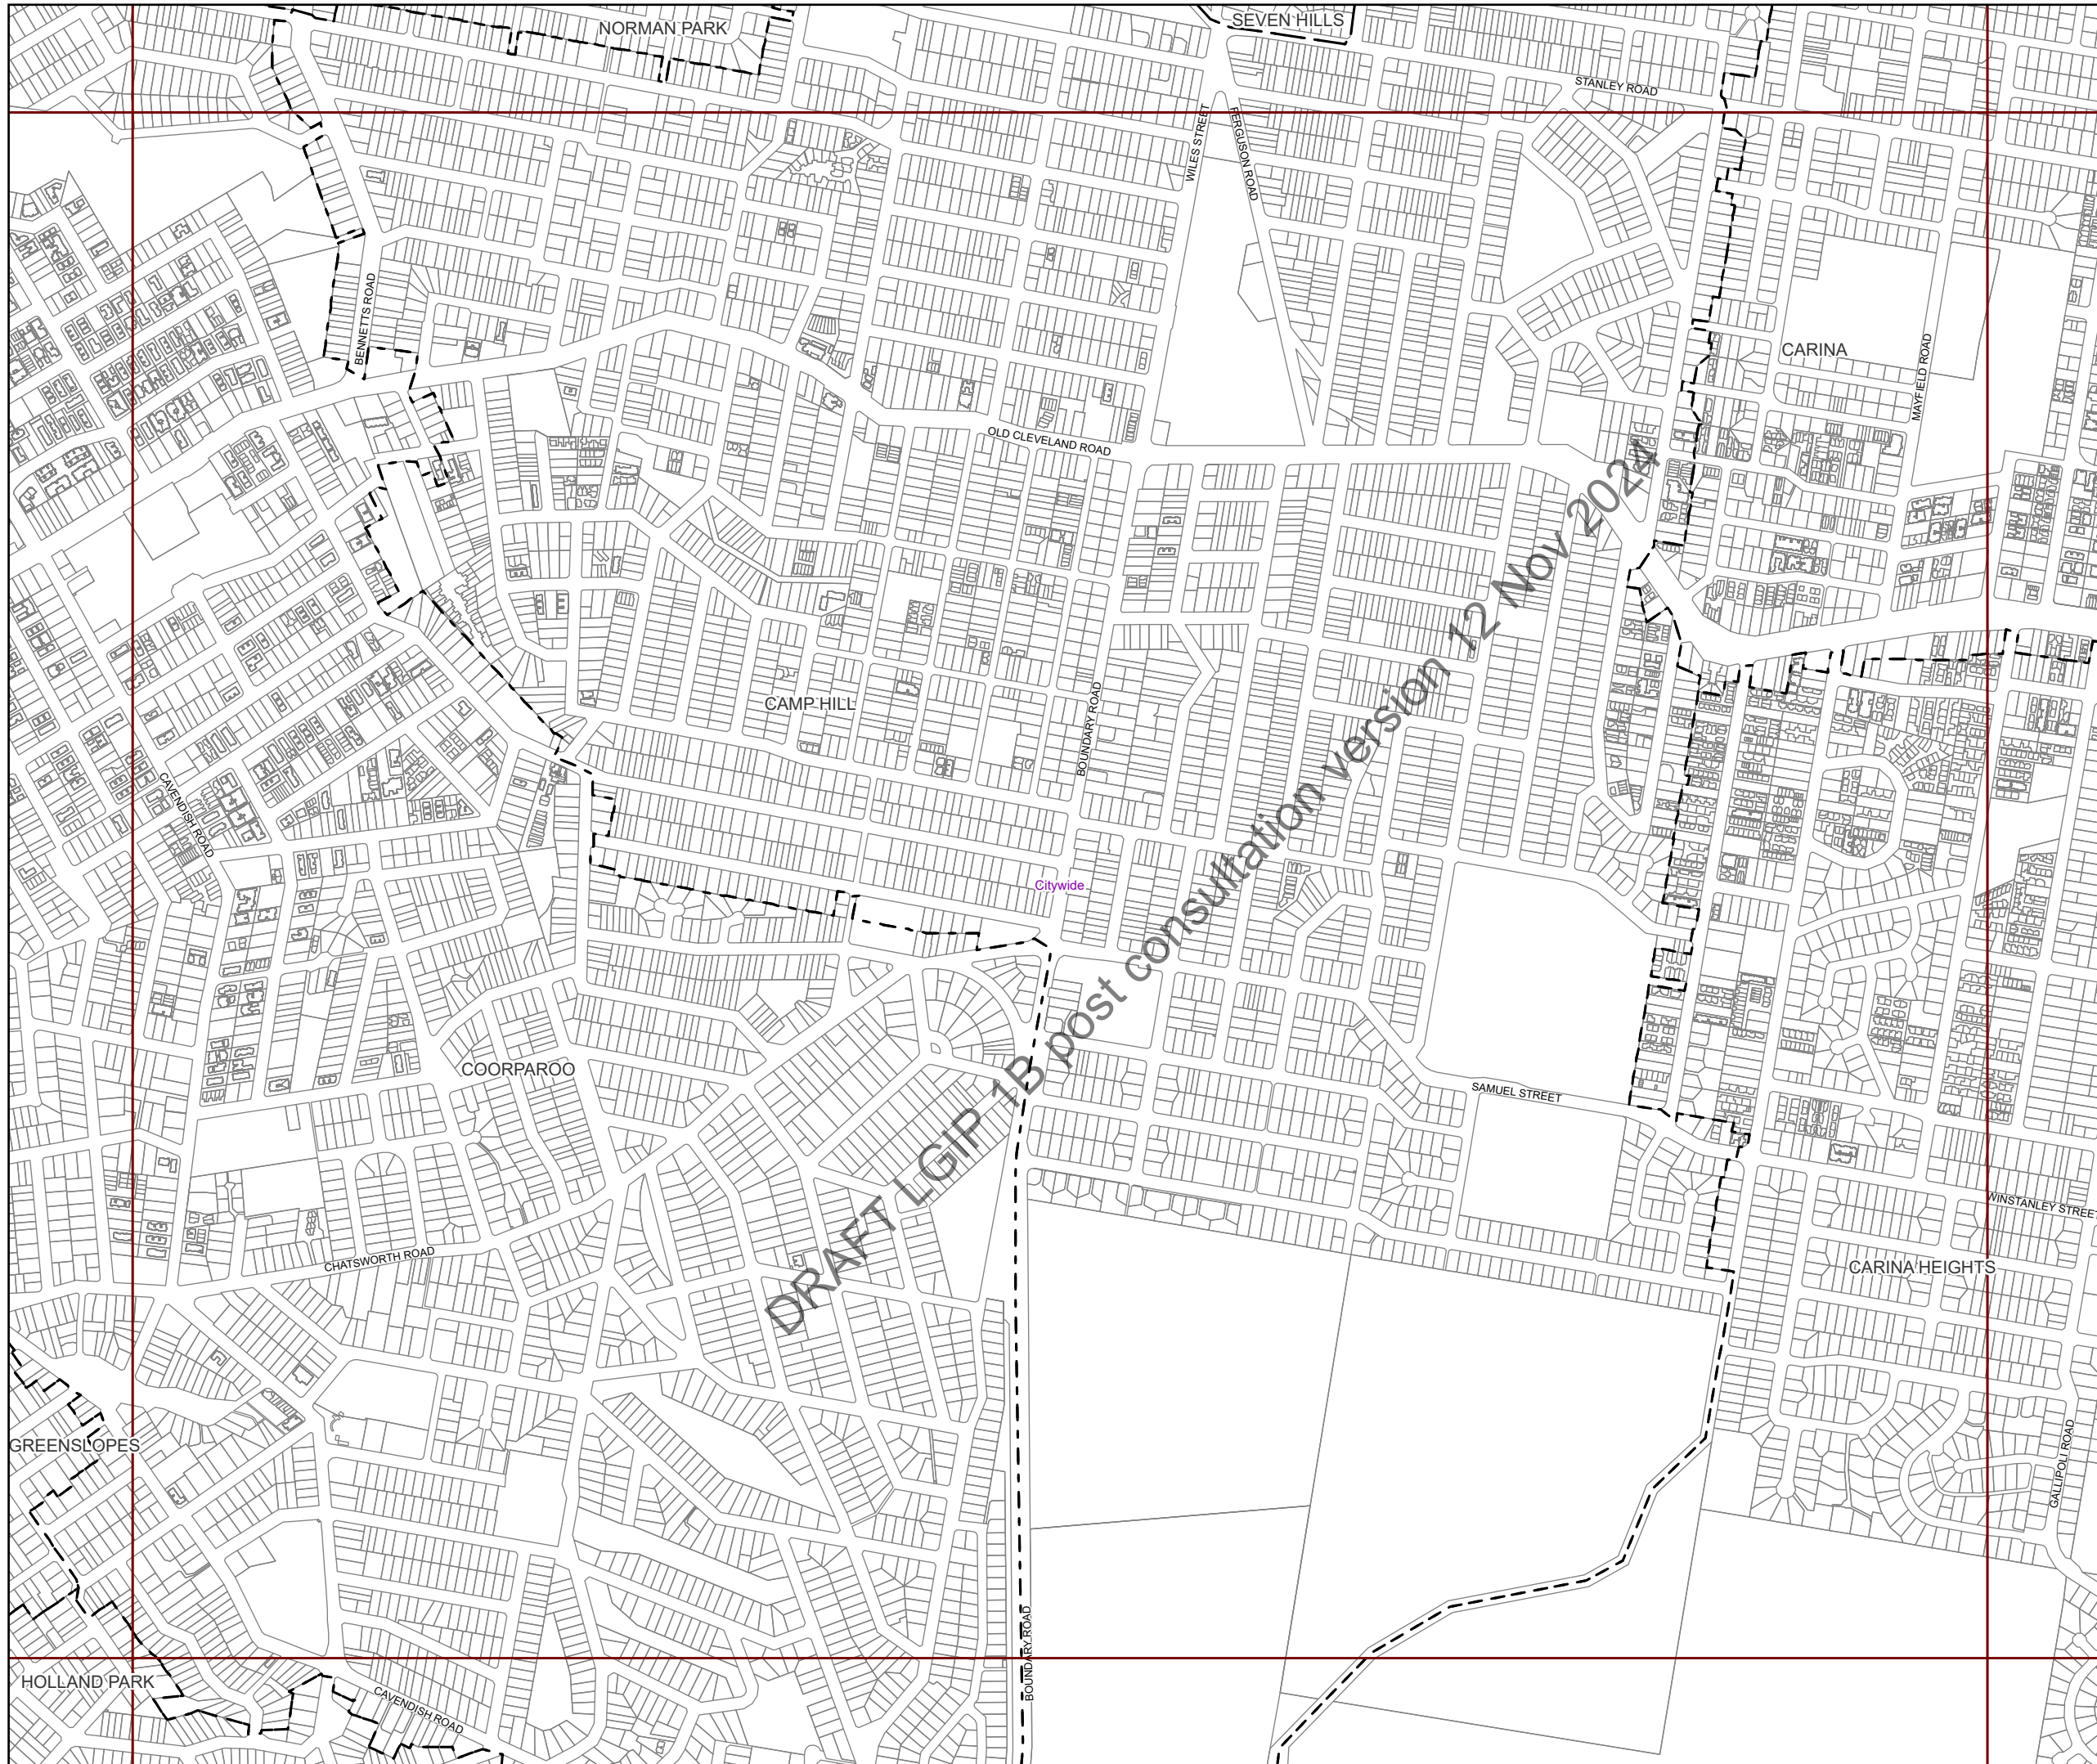 NORMAN PARK
SEVEN HILLS
STANLEY ROAD
WILES STREET
FERGUSON ROAD
BENNETTS ROAD
CARINA
MAYFIELD ROAD
OLD CLEVELAND ROAD
CAMP HILL
BOUNDARY ROAD
CAVENDISH ROAD
Citywide
DRAFT LGIP 1B post consultation version 12 Nov 2024
COORPAROO
SAMUEL STREET
WINSTANLEY STREET
CHATSWORTH ROAD
CARINA HEIGHTS
GREENSLOPES
GALLIPOLI ROAD
BOUNDARY ROAD
HOLLAND PARK
CAVENDISH ROAD